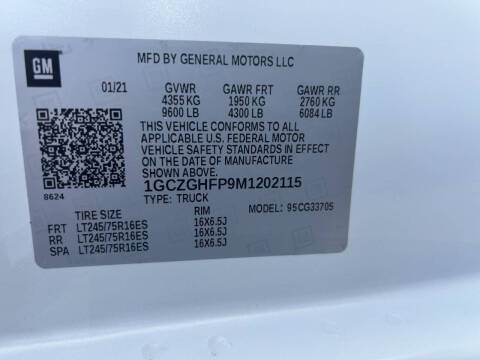 GM
MFD BY GENERAL MOTORS LLC
01/21 GVWR GAWR FRT GAWR RR
4355 KG 1950 KG 2760 KG
9600 LB 4300 LB 6084 LB
THIS VEHICLE CONFORMS TO ALL
APPLICABLE U.S. FEDERAL MOTOR
VEHICLE SAFETY STANDARDS IN EFFECT
ON THE DATE OF MANUFACTURE
SHOWN ABOVE.
8624
1GCZGHFP9M1202115
TYPE: TRUCK
MODEL: 95CG33705
TIRE SIZE RIM
FRT LT245/75R16ES 16X6.5J
RR LT245/75R16ES 16X6.5J
SPA LT245/75R16ES 16X6.5J